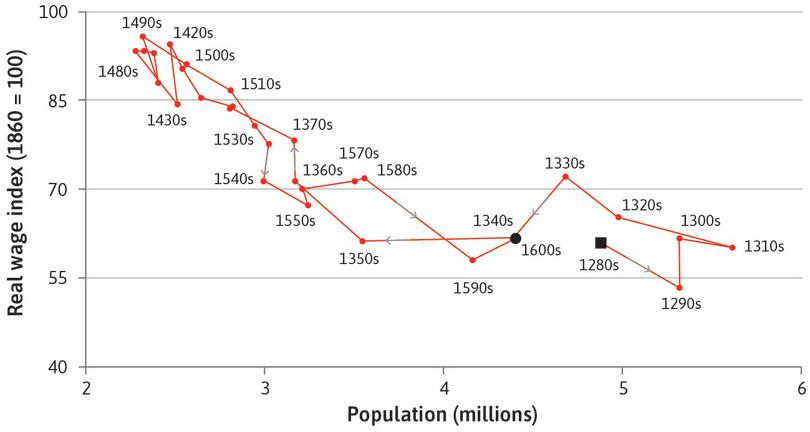 100
1490s
1420s
1500s
1480s
85
1510s
1430s
1370s
1530s
1570s
1330s
1540s
1360s
1580s
70
1320s
1550s
1340s
1300s
1350s
1600s
1310s
1280s
55
1590s
1290s
40
2
3
4
5
6
Real wage index (1860 = 100)
Population (millions)